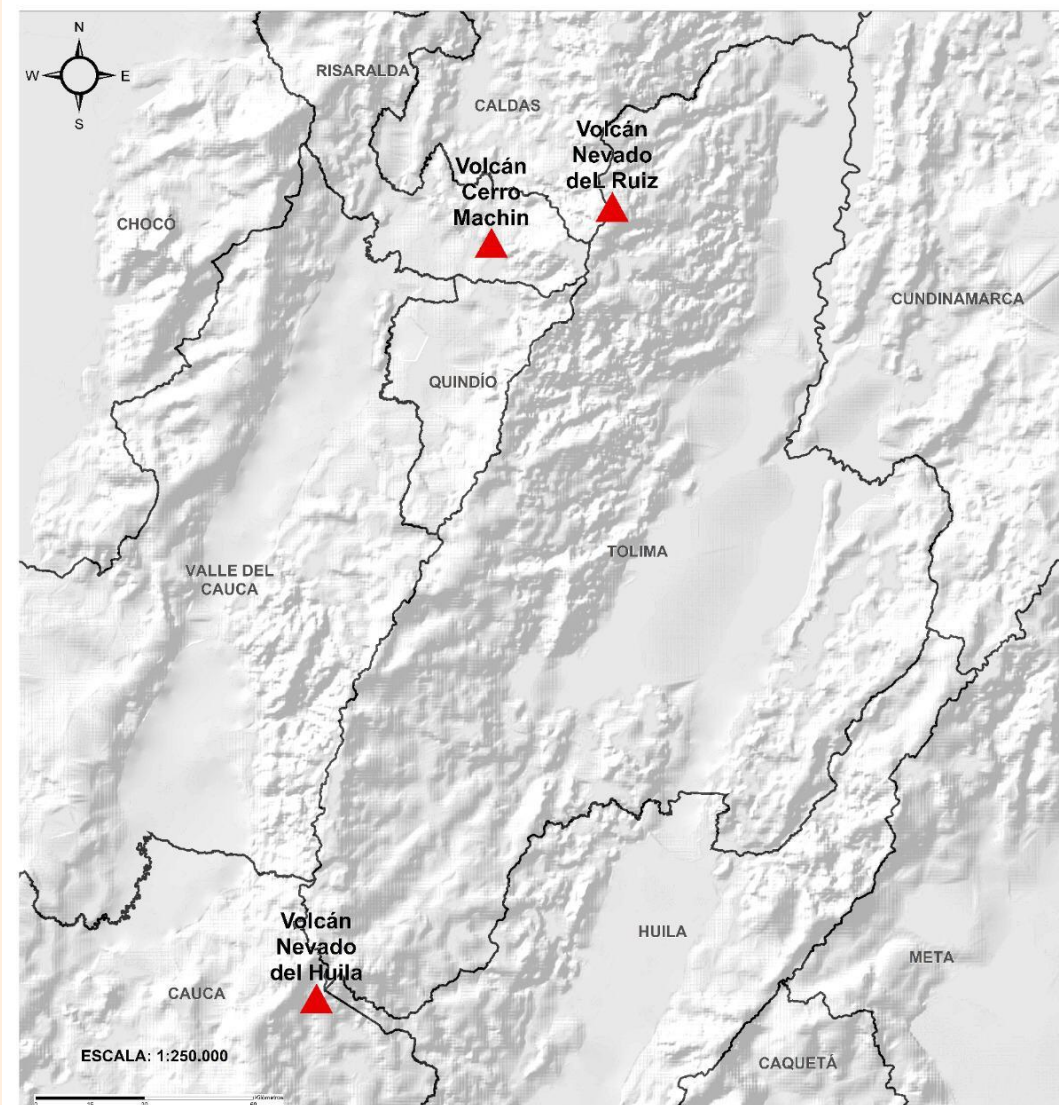 N
W E
S
RISARALDA
CALDAS
Volcán
Nevado
deL Ruiz
Volcán
Cerro
Machin
CHOCÓ
CUNDINAMARCA
QUINDÍO
TOLIMA
VALLE DEL
CAUCA
Volcán
Nevado
del Huila
HUILA
META
CAUCA
ESCALA: 1:250.000
CAQUETÁ